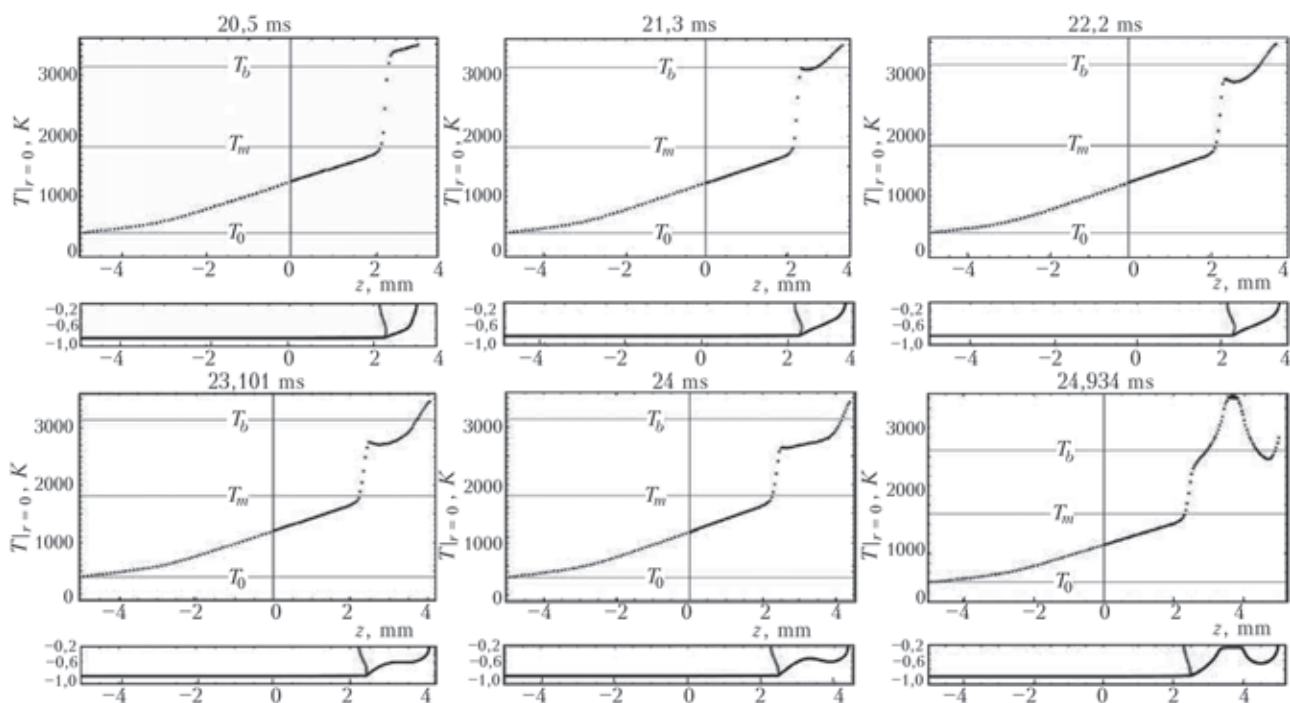 20,5 ms
21,3 ms
22,2 ms
T|r = 0 , K
3000
2000
1000
0
T_b
T_m
T_0
−4
−2
0
2
4
z, mm
T|r = 0 , K
3000
2000
1000
0
T_b
T_m
T_0
−4
−2
0
2
4
z, mm
T|r = 0 , K
3000
2000
1000
0
T_b
T_m
T_0
−4
−2
0
2
4
z, mm
−0,2
−0,6
−1,0
−4
−2
0
2
4
−0,2
−0,6
−1,0
−4
−2
0
2
4
−0,2
−0,6
−1,0
−4
−2
0
2
4
23,101 ms
24 ms
24,934 ms
T|r = 0 , K
3000
2000
1000
0
T_b
T_m
T_0
−4
−2
0
2
4
z, mm
T|r = 0 , K
3000
2000
1000
0
T_b
T_m
T_0
−4
−2
0
2
4
z, mm
T|r = 0 , K
3000
2000
1000
0
T_b
T_m
T_0
−4
−2
0
2
4
z, mm
−0,2
−0,6
−1,0
−4
−2
0
2
4
−0,2
−0,6
−1,0
−4
−2
0
2
4
−0,2
−0,6
−1,0
−4
−2
0
2
4